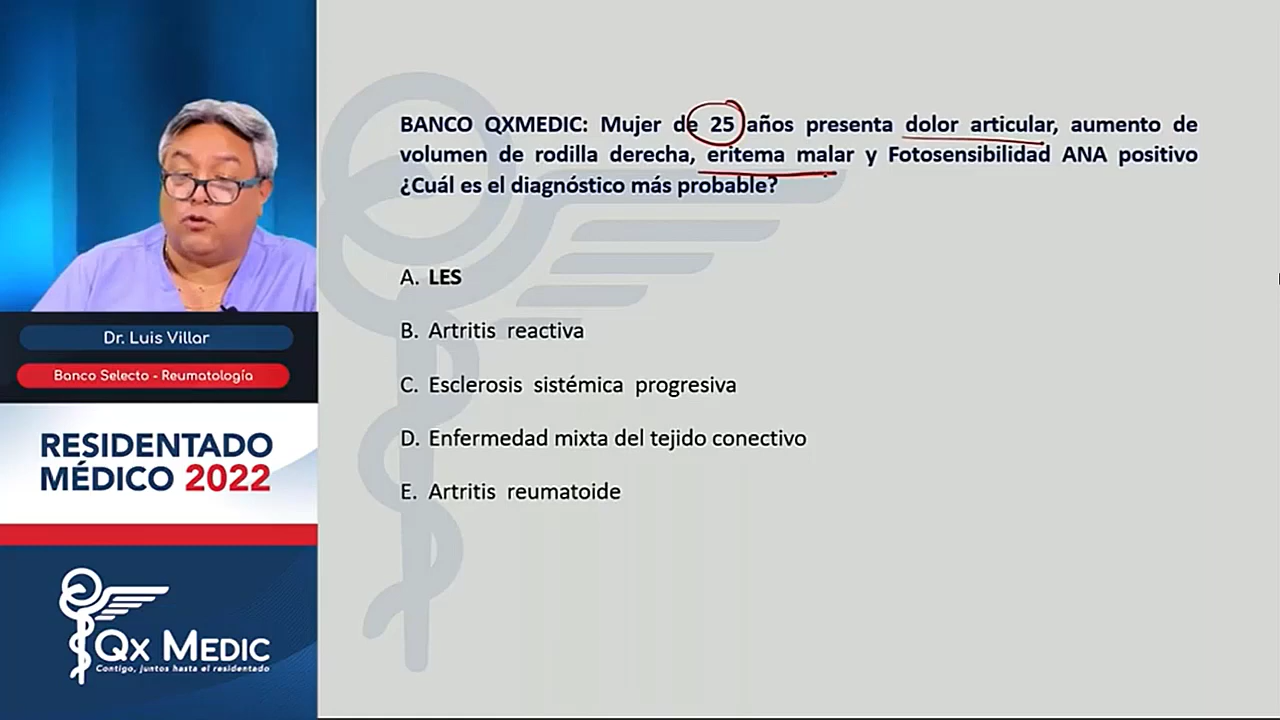 BANCO QXMEDIC: Mujer de 25 años presenta dolor articular, aumento de
volumen de rodilla derecha, eritema malar y Fotosensibilidad ANA positivo
¿Cuál es el diagnóstico más probable?
A. LES
B. Artritis reactiva
C. Esclerosis sistémica progresiva
D. Enfermedad mixta del tejido conectivo
E. Artritis reumatoide
Dr. Luis Villar
Banco Selecto - Reumatología
RESIDENTADO
MÉDICO 2022
QX MEDIC
Contigo, juntos hasta el residentado